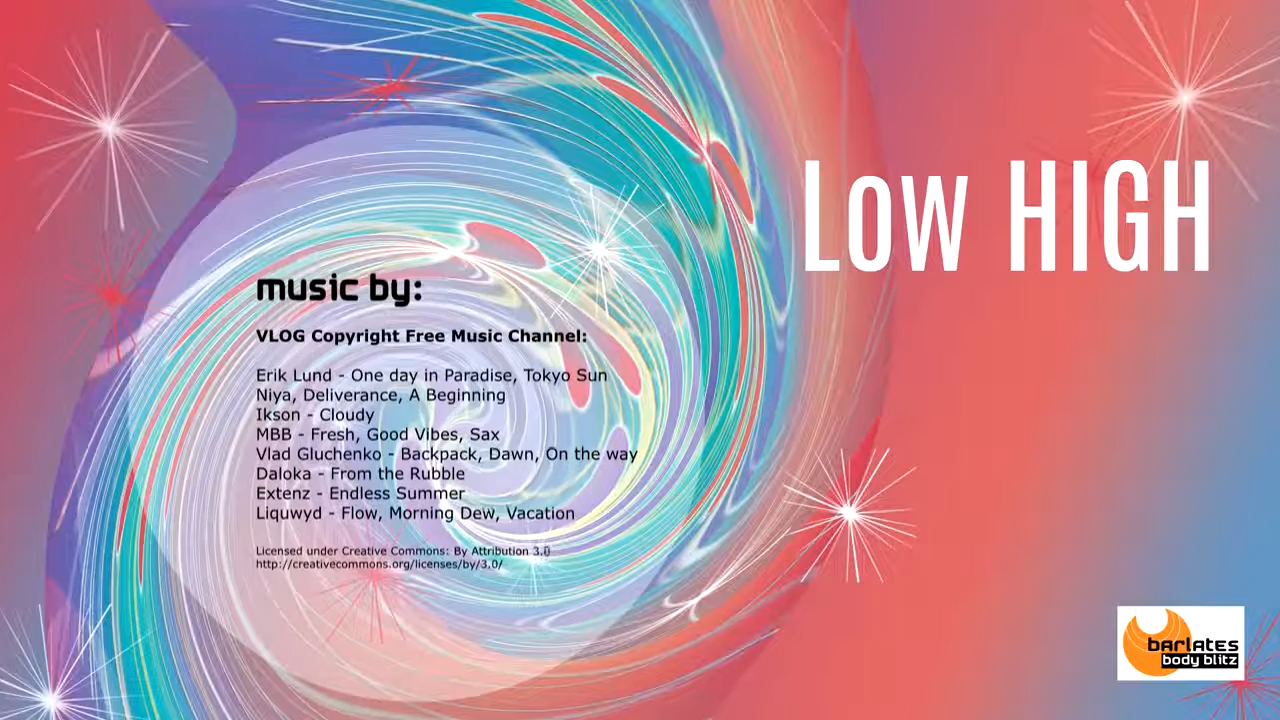 Low HIGH
music by:
VLOG Copyright Free Music Channel:
Erik Lund - One day in Paradise, Tokyo Sun
Niya, Deliverance, A Beginning
Ikson - Cloudy
MBB - Fresh, Good Vibes, Sax
Vlad Gluchenko - Backpack, Dawn, On the way
Daloka - From the Rubble
Extenz - Endless Summer
Liquwyd - Flow, Morning Dew, Vacation
Licensed under Creative Commons: By Attribution 3.0
http://creativecommons.org/licenses/by/3.0/
barlates
body blitz